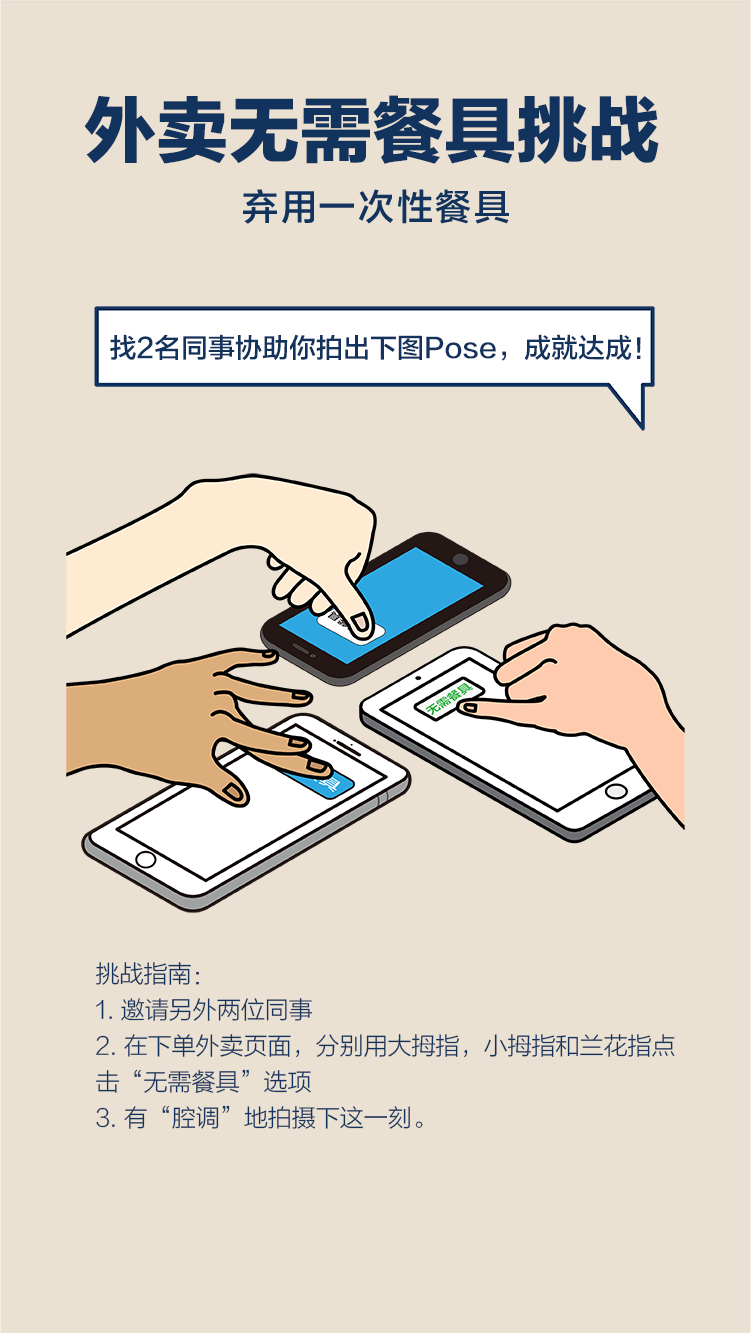 外卖无需餐具挑战
弃用一次性餐具
找2名同事协助你拍出下图Pose，成就达成！
无需餐具
挑战指南：
1. 邀请另外两位同事
2. 在下单外卖页面，分别用大拇指，小拇指和兰花指点
击“无需餐具”选项
3. 有“腔调”地拍摄下这一刻。